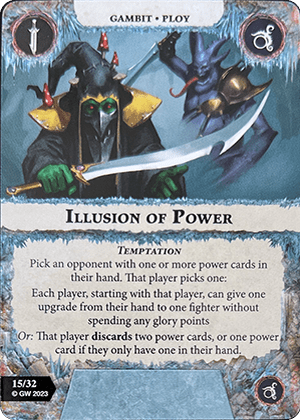 GAMBIT • PLOY
ILLUSION OF POWER
TEMPTATION
Pick an opponent with one or more power cards in
their hand. That player picks one:
Each player, starting with that player, can give one
upgrade from their hand to one fighter without
spending any glory points
Or: That player discards two power cards, or one power
card if they only have one in their hand.
15/32
© GW 2023